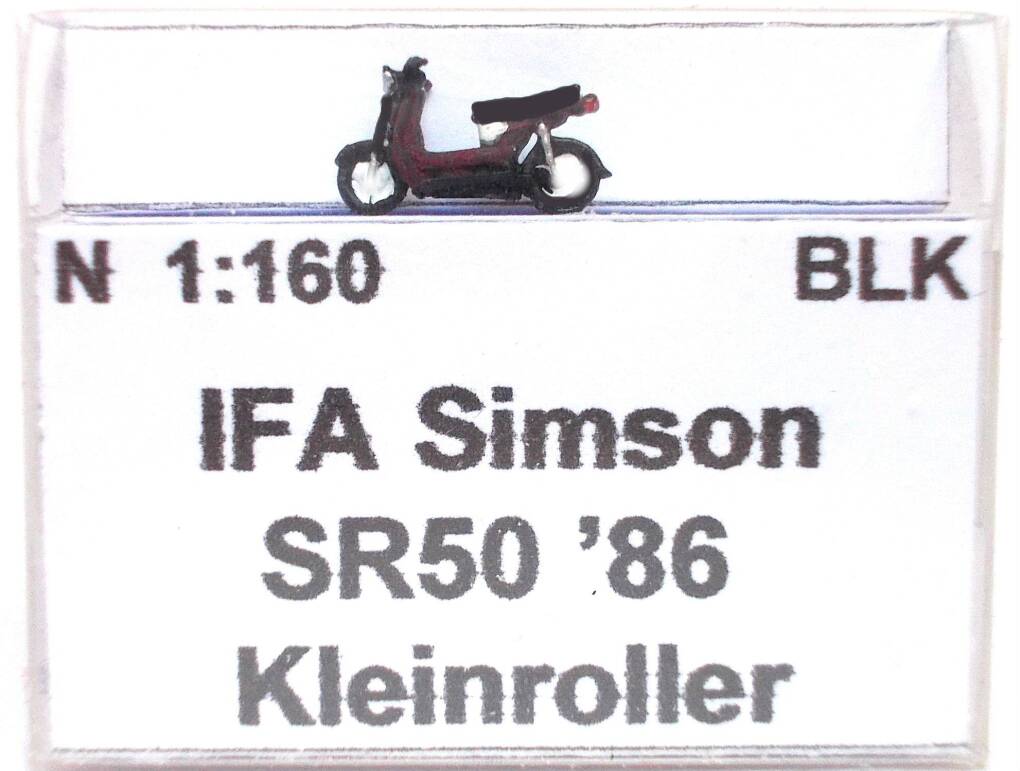 N 1:160 BLK
IFA Simson
SR50 ’86
Kleinroller